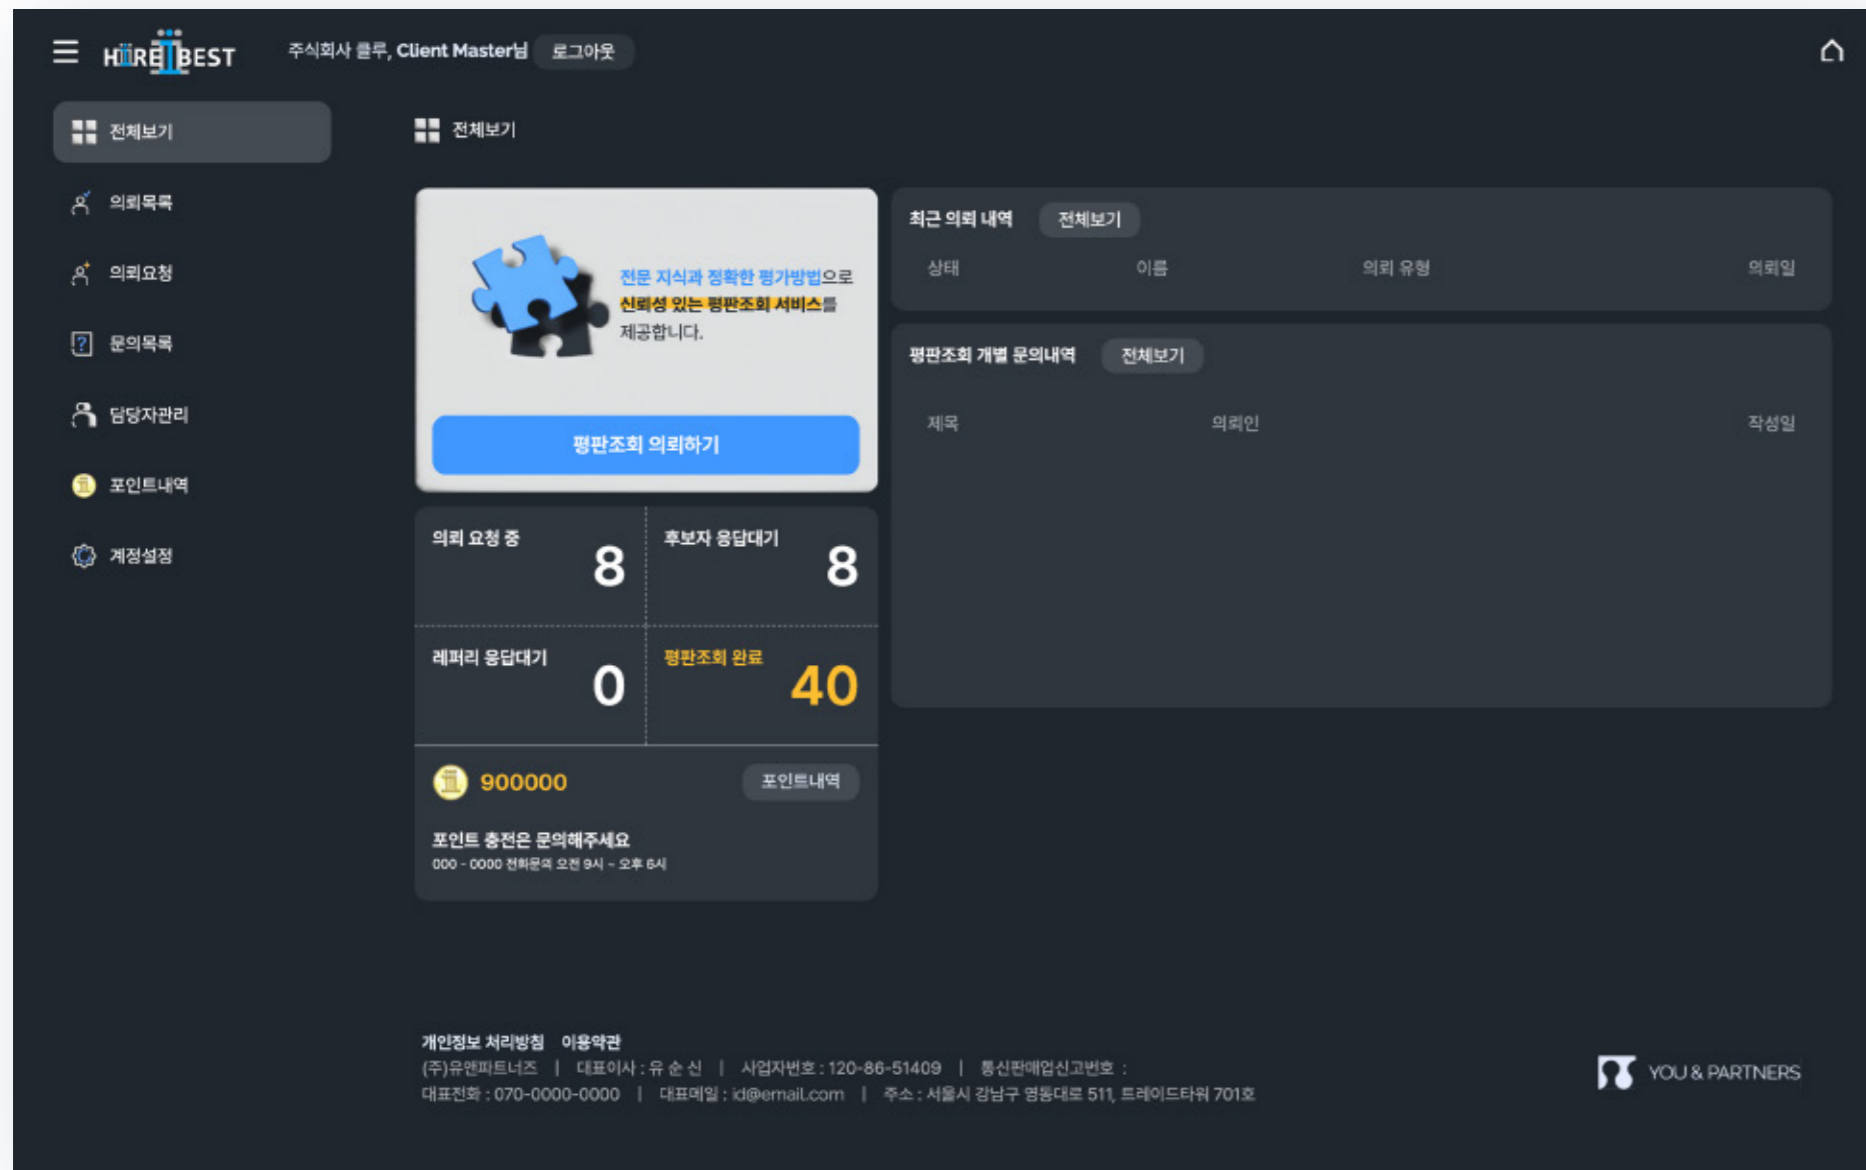 HiiREiiBEST
주식회사 클루, Client Master님
로그아웃
전체보기
의뢰목록
의뢰요청
문의목록
담당자관리
포인트내역
계정설정
전체보기
전문 지식과 정확한 평가방법으로
신뢰성 있는 평판조회 서비스를
제공합니다.
평판조회 의뢰하기
의뢰 요청 중
8
후보자 응답대기
8
레퍼리 응답대기
0
평판조회 완료
40
900000
포인트내역
포인트 충전은 문의해주세요
000 - 0000 전화문의 오전 9시 ~ 오후 6시
최근 의뢰 내역 전체보기
상태 이름 의뢰 유형 의뢰일
평판조회 개별 문의내역 전체보기
제목 의뢰인 작성일
개인정보 처리방침 이용약관
(주)유앤파트너즈 | 대표이사 : 유 순 신 | 사업자번호 : 120-86-51409 | 통신판매업신고번호 :
대표전화 : 070-0000-0000 | 대표메일 : id@email.com | 주소 : 서울시 강남구 영동대로 511, 트레이드타워 701호
YOU & PARTNERS